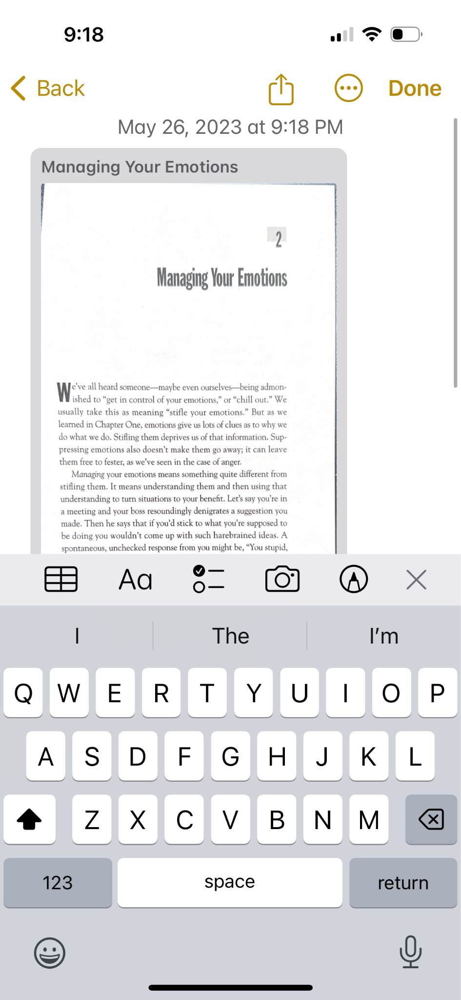 9:18
Back
Done
May 26, 2023 at 9:18 PM
Managing Your Emotions
2
Managing Your Emotions
We've all heard someone—maybe even ourselves—being admon-
ished to “get in control of your emotions,” or “chill out.” We
usually take this as meaning “stifle your emotions.” But as we
learned in Chapter One, emotions give us lots of clues as to why we
do what we do. Stifling them deprives us of that information. Sup-
pressing emotions also doesn't make them go away; it can leave
them free to fester, as we've seen in the case of anger.
Managing your emotions means something quite different from
stifling them. It means understanding them and then using that
understanding to turn situations to your benefit. Let's say you're in
a meeting and your boss resoundingly denigrates a suggestion you
made. Then he says that if you'd stick to what you're supposed to
be doing you wouldn't come up with such harebrained ideas. A
spontaneous, unchecked response from you might be, “You stupid,
Aa
I The I’m
Q W E R T Y U I O P
A S D F G H J K L
Z X C V B N M
123 space return